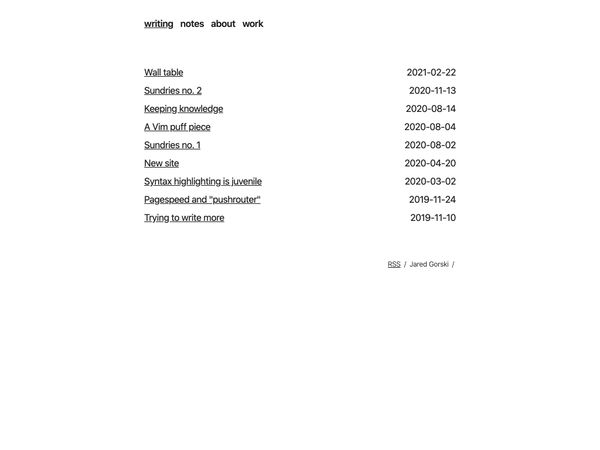 writing notes about work
Wall table 2021-02-22
Sundries no. 2 2020-11-13
Keeping knowledge 2020-08-14
A Vim puff piece 2020-08-04
Sundries no. 1 2020-08-02
New site 2020-04-20
Syntax highlighting is juvenile 2020-03-02
Pagespeed and "pushrouter" 2019-11-24
Trying to write more 2019-11-10
RSS / Jared Gorski /